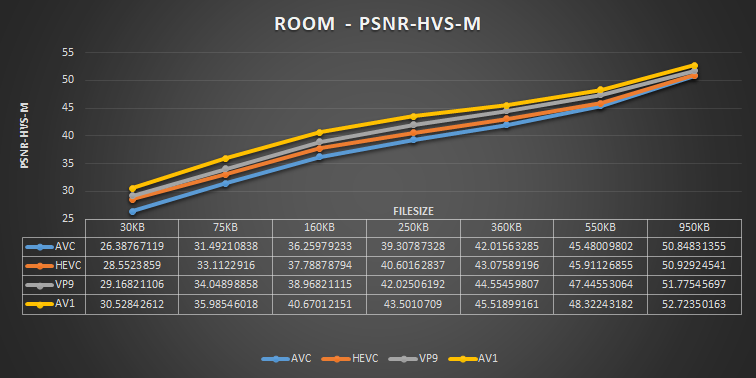 ROOM - PSNR-HVS-M
55
50
45
40
35
30
25
PSNR-HVS-M
FILESIZE
30KB 75KB 160KB 250KB 360KB 550KB 950KB
AVC 26.38767119 31.49210838 36.25979233 39.30787328 42.01563285 45.48009802 50.84831355
HEVC 28.5523859 33.1122916 37.78878794 40.60162837 43.07589196 45.91126855 50.92924541
VP9 29.16821106 34.04898858 38.96821115 42.02506192 44.55459807 47.44553064 51.77545697
AV1 30.52842612 35.98546018 40.67012151 43.5010709 45.51899161 48.32243182 52.72350163
AVC HEVC VP9 AV1